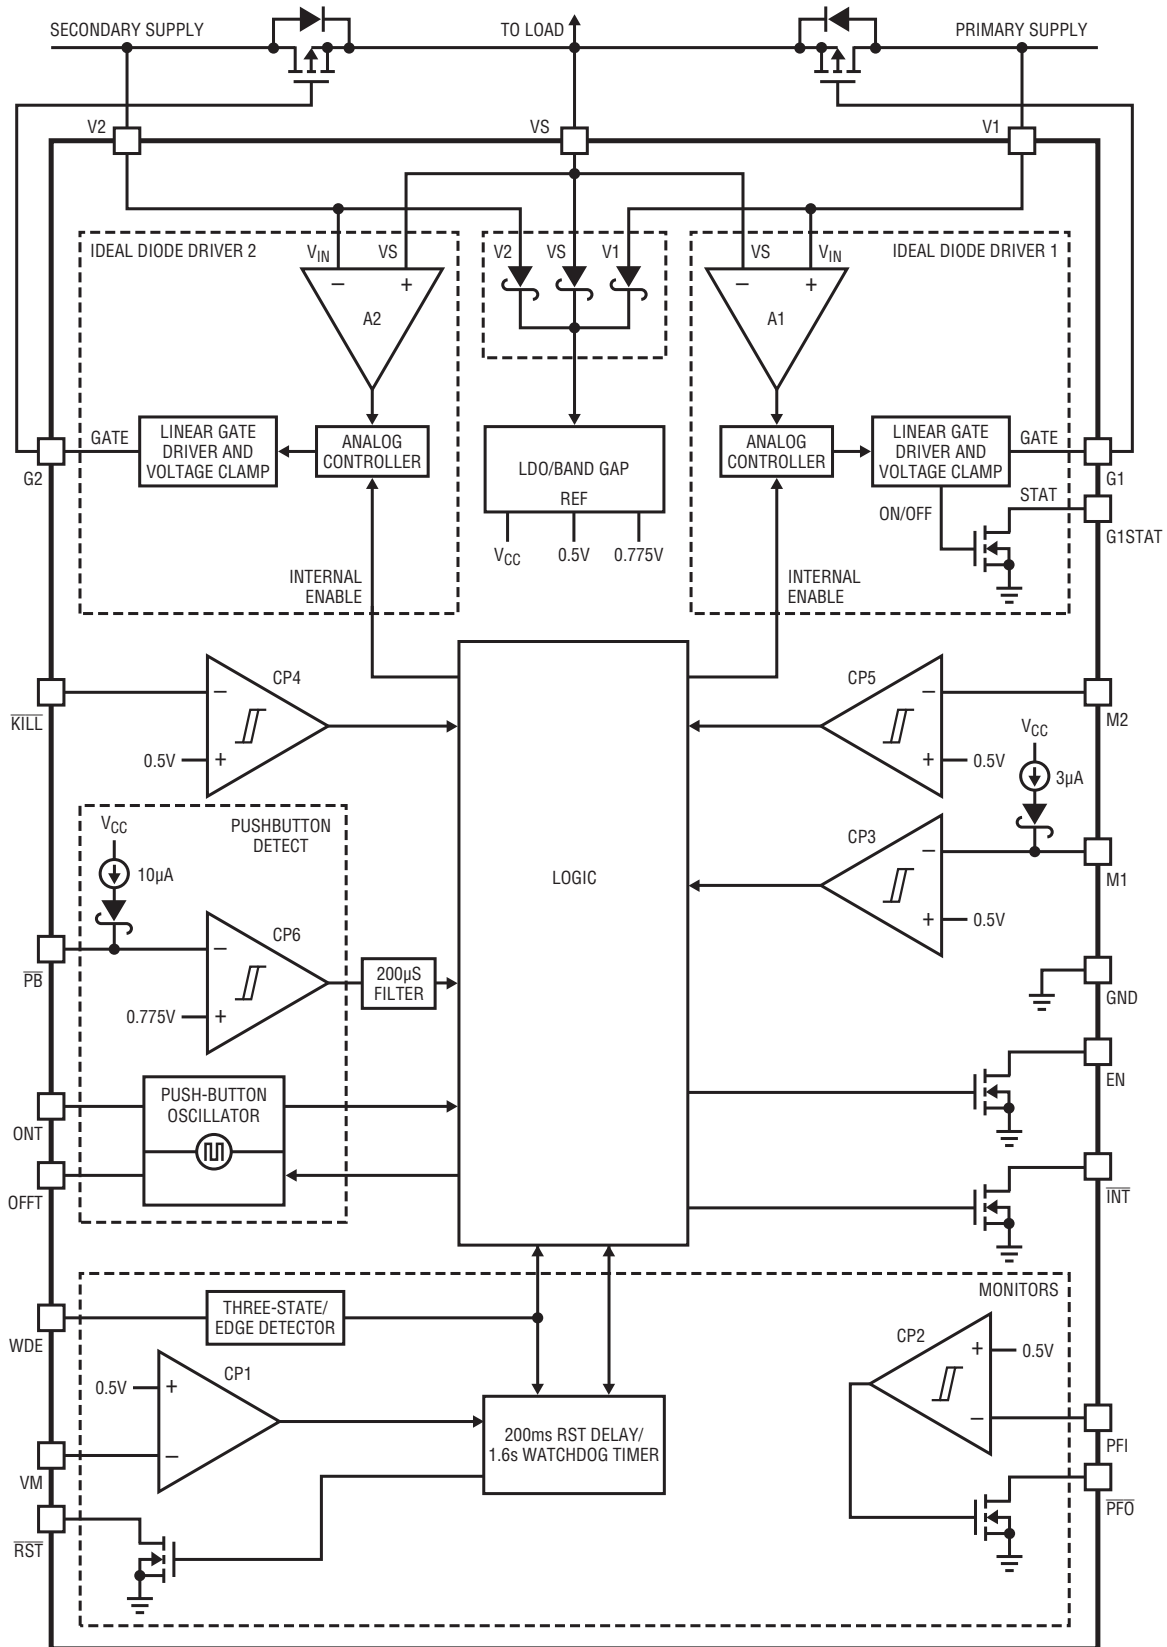 SECONDARY SUPPLY
TO LOAD
PRIMARY SUPPLY
V2
VS
V1
IDEAL DIODE DRIVER 2
VIN
VS
−
+
A2
V2
VS
V1
IDEAL DIODE DRIVER 1
VS
VIN
−
+
A1
GATE
LINEAR GATE
DRIVER AND
VOLTAGE CLAMP
ANALOG
CONTROLLER
LDO/BAND GAP
REF
VCC
0.5V
0.775V
ANALOG
CONTROLLER
LINEAR GATE
DRIVER AND
VOLTAGE CLAMP
GATE
G2
G1
STAT
ON/OFF
G1STAT
INTERNAL
ENABLE
INTERNAL
ENABLE
KILL
CP4
−
+
0.5V
CP5
−
+
0.5V
M2
VCC
3µA
PUSHBUTTON
DETECT
VCC
10µA
LOGIC
CP3
−
+
0.5V
M1
PB
CP6
−
+
0.775V
200µS
FILTER
GND
ONT
PUSH-BUTTON
OSCILLATOR
OFFT
EN
INT
MONITORS
WDE
THREE-STATE/
EDGE DETECTOR
CP1
0.5V
+
−
VM
200ms RST DELAY/
1.6s WATCHDOG TIMER
CP2
+
−
0.5V
PFI
PFO
RST